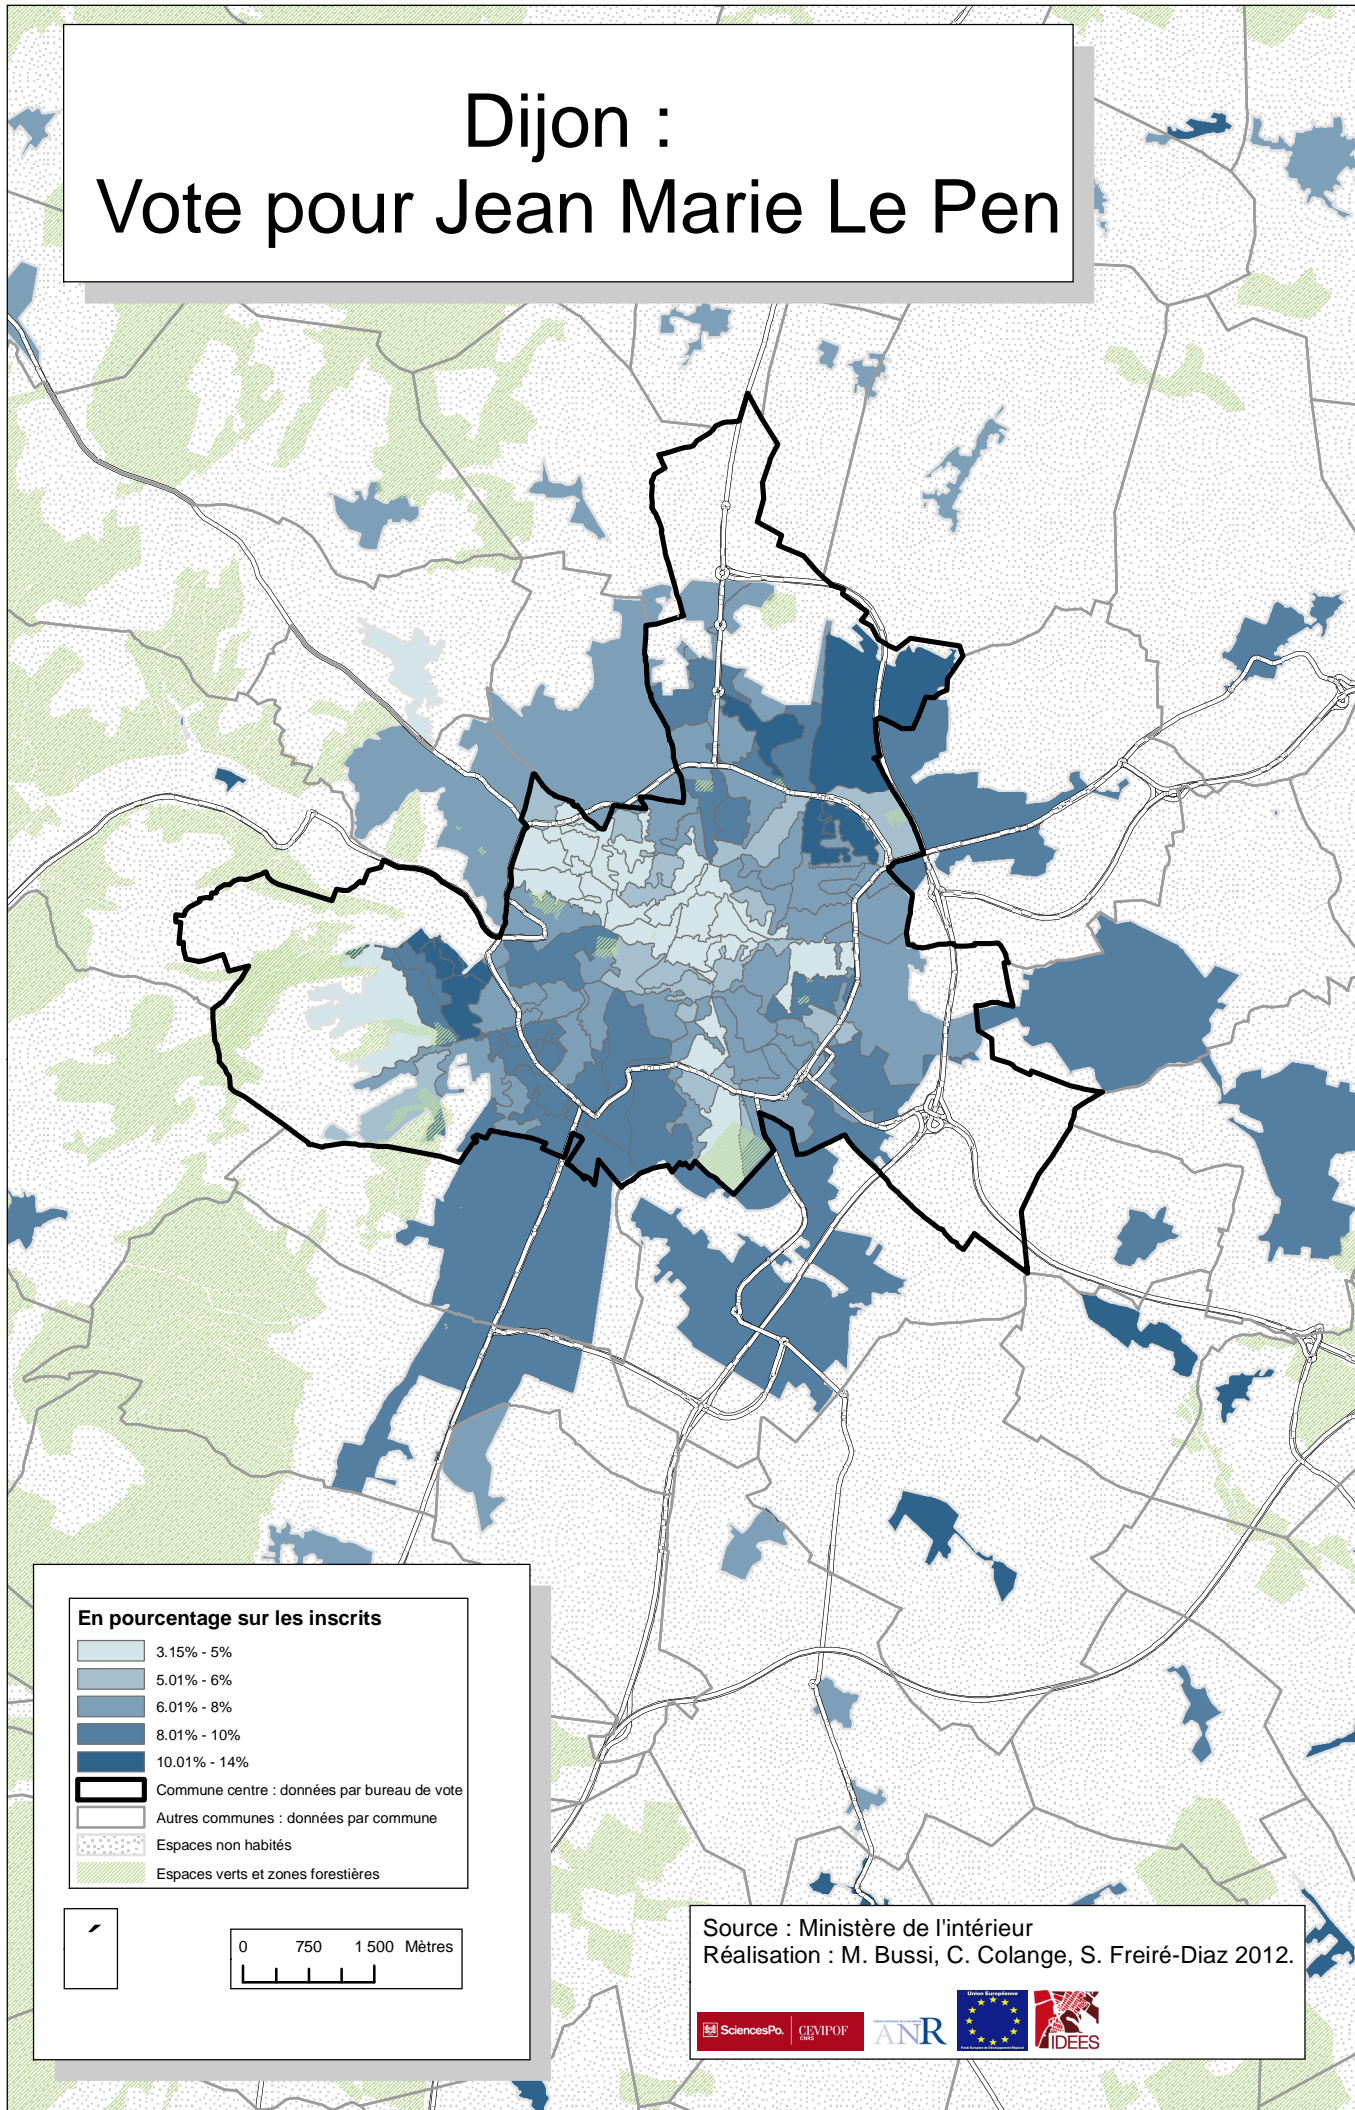 Dijon :
Vote pour Jean Marie Le Pen
En pourcentage sur les inscrits
3.15% - 5%
5.01% - 6%
6.01% - 8%
8.01% - 10%
10.01% - 14%
Commune centre : données par bureau de vote
Autres communes : données par commune
Espaces non habités
Espaces verts et zones forestières
0 750 1 500 Mètres
Source : Ministère de l'intérieur
Réalisation : M. Bussi, C. Colange, S. Freiré-Diaz 2012.
SciencesPo.
CEVIPOF
CNRS
ANR
Union Européenne
IDEES